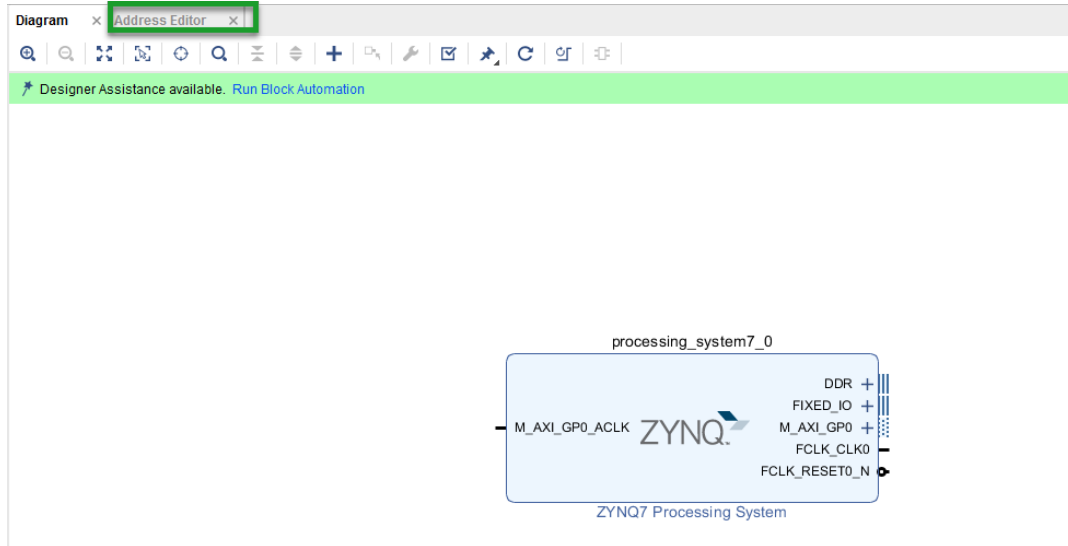 Diagram × Address Editor ×
Designer Assistance available. Run Block Automation
processing_system7_0
DDR
FIXED_IO
M_AXI_GP0_ACLK ZYNQ M_AXI_GP0
FCLK_CLK0
FCLK_RESET0_N
ZYNQ7 Processing System